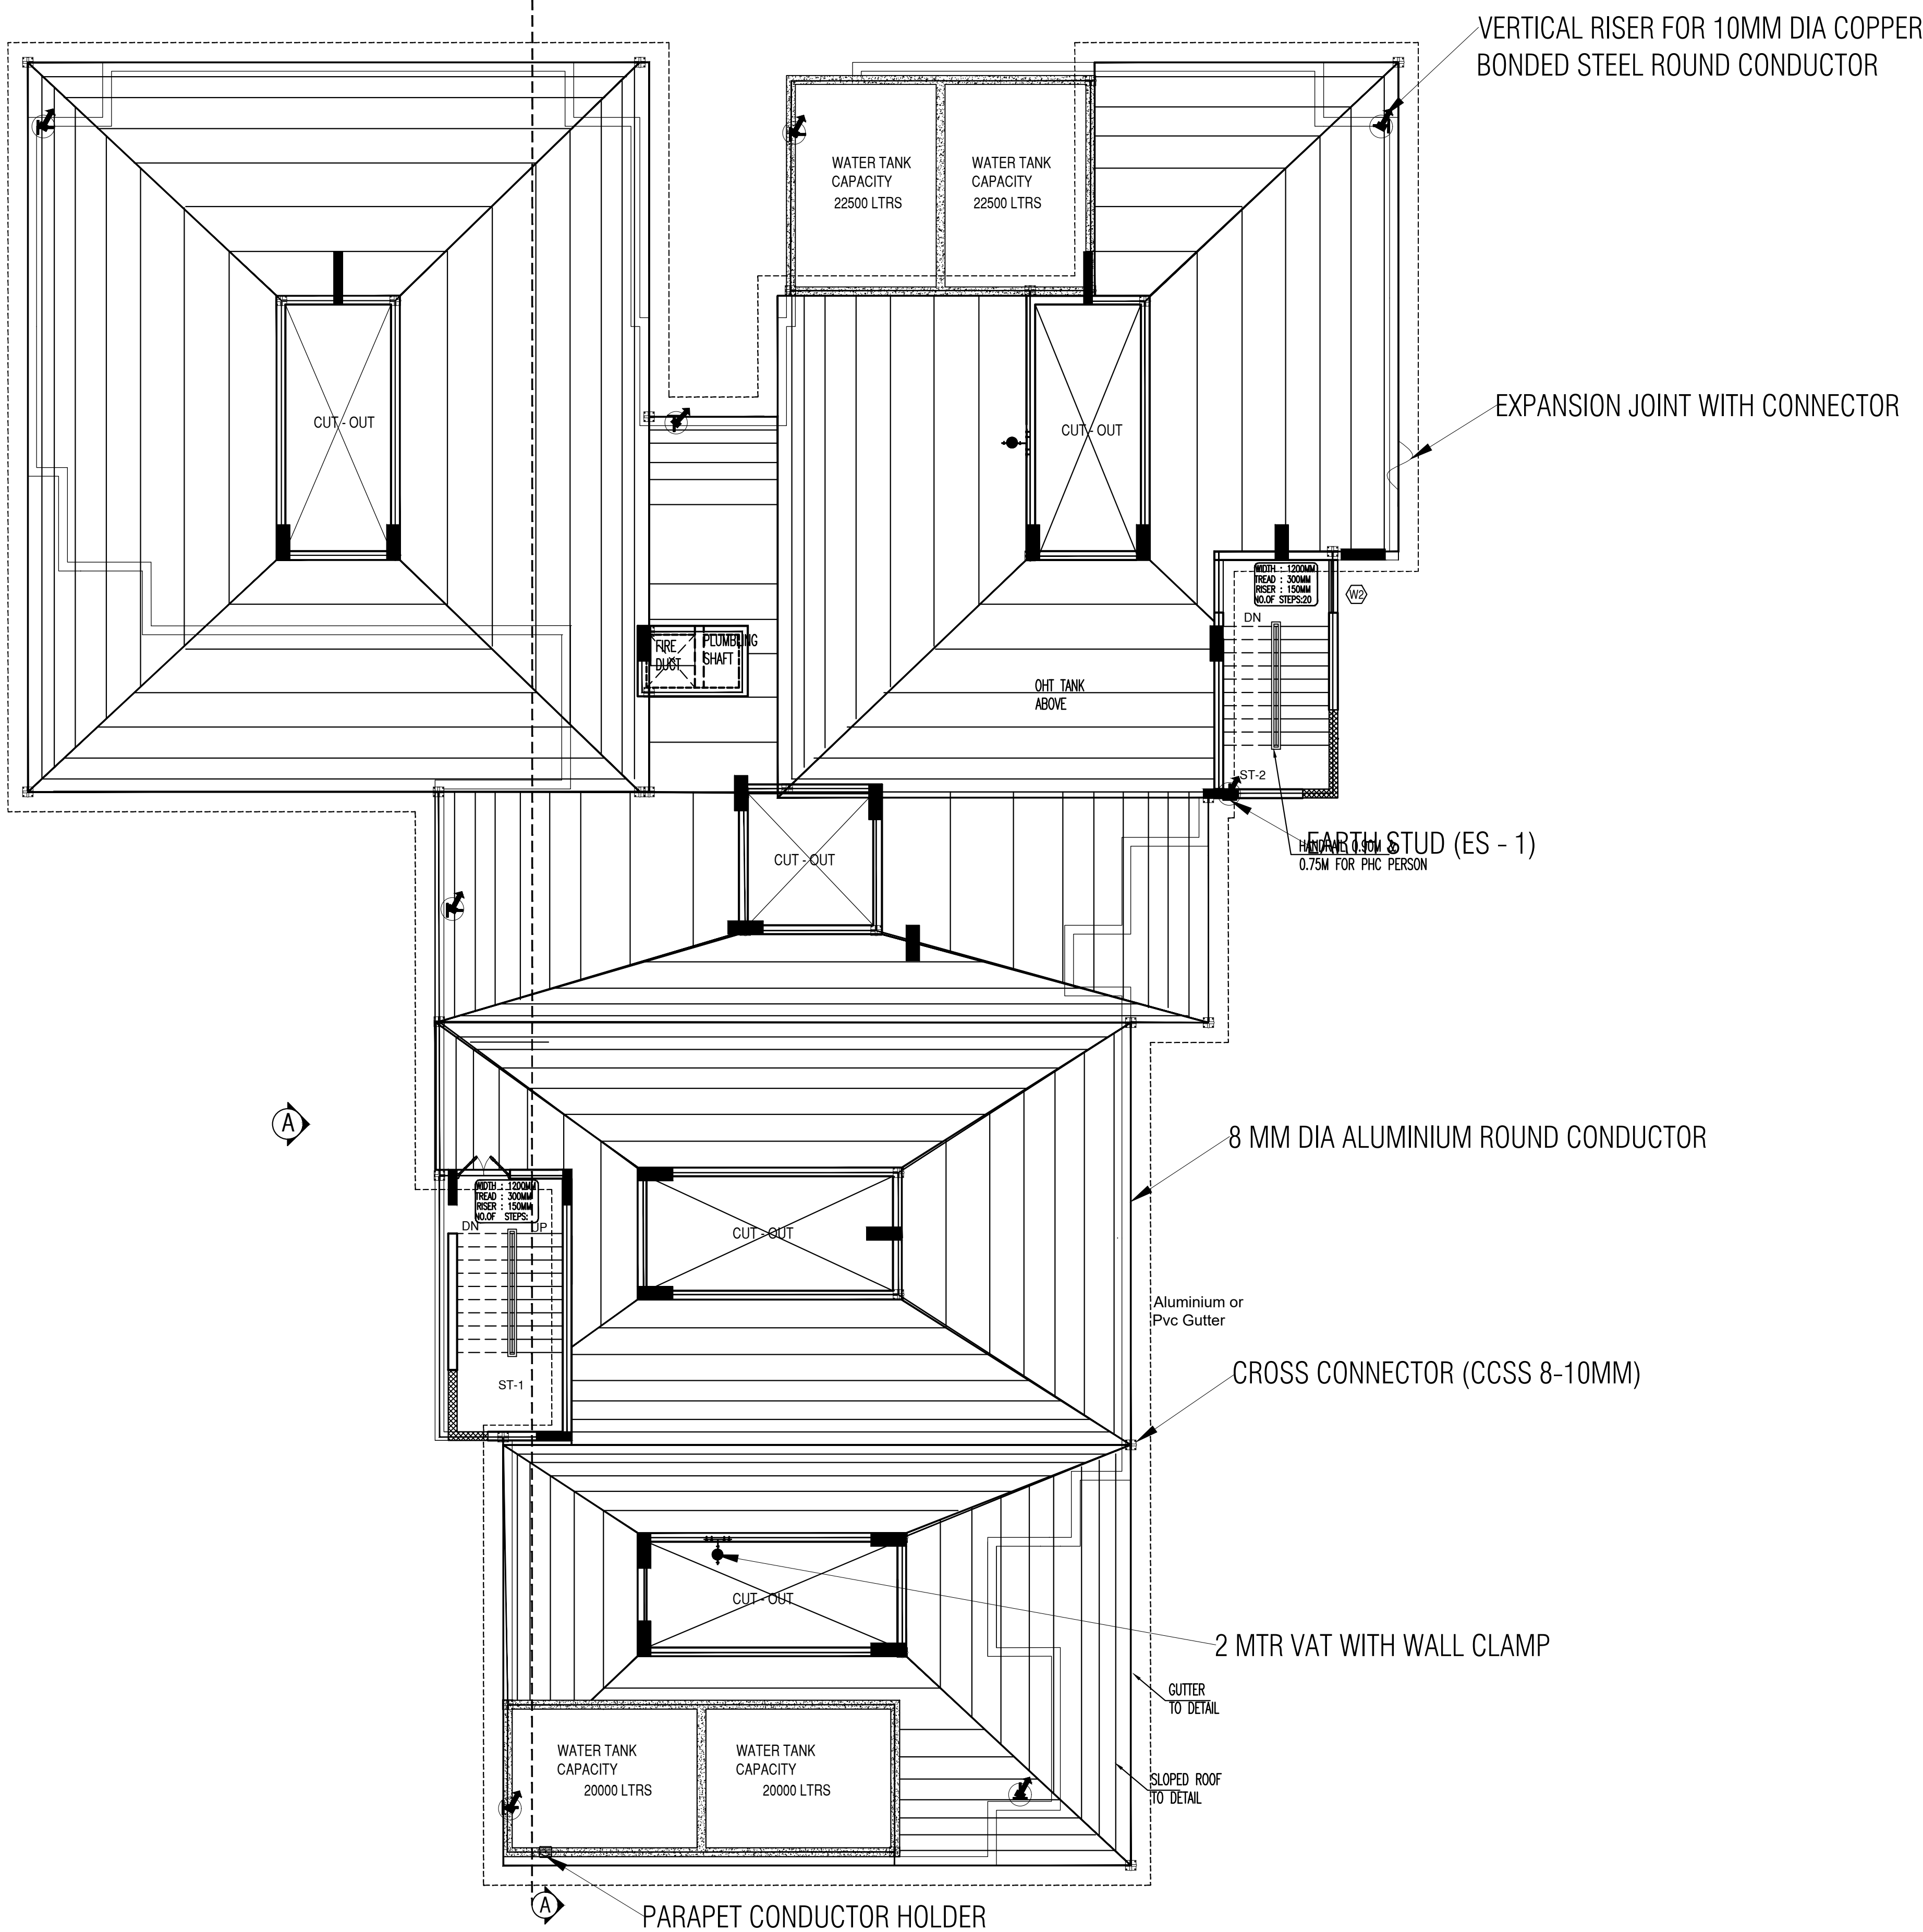 VERTICAL RISER FOR 10MM DIA COPPER
BONDED STEEL ROUND CONDUCTOR
WATER TANK
CAPACITY
22500 LTRS
WATER TANK
CAPACITY
22500 LTRS
EXPANSION JOINT WITH CONNECTOR
CUT - OUT
CUT - OUT
WIDTH : 1200MM
TREAD : 300MM
RISER : 150MM
NO.OF STEPS:20
W2
DN
FIRE
DUCT
PLUMBING
SHAFT
OHT TANK
ABOVE
ST-2
EARTH STUD (ES - 1)
HANDRAIL 0.90M &
0.75M FOR PHC PERSON
CUT - OUT
A
8 MM DIA ALUMINIUM ROUND CONDUCTOR
WIDTH : 1200MM
TREAD : 300MM
RISER : 150MM
NO.OF STEPS:
DN
UP
CUT - OUT
Aluminium or
Pvc Gutter
CROSS CONNECTOR (CCSS 8-10MM)
ST-1
CUT - OUT
2 MTR VAT WITH WALL CLAMP
GUTTER
TO DETAIL
WATER TANK
CAPACITY
20000 LTRS
WATER TANK
CAPACITY
20000 LTRS
SLOPED ROOF
TO DETAIL
A
PARAPET CONDUCTOR HOLDER